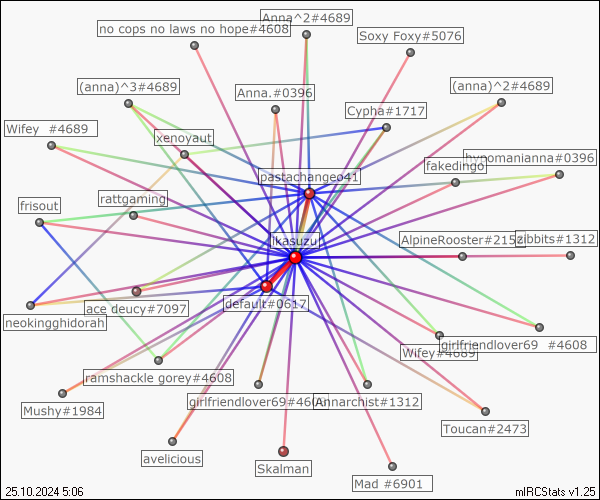 Anna^2#4689
no cops no laws no hope#4608
Soxy Foxy#5076
(anna)^3#4689
Anna.#0396
(anna)^2#4689
Cypha#1717
Wifey #4689
xenoyaut
hypnomanianna#0396
fakedingo
pastachangeo41
rattgaming
frisout
ikasuzu
AlpineRooster#2152
zibbits#1312
default#0617
ace deucy#7097
neokingghidorah
girlfriendlover69 #4608
Wifey#4689
ramshackle gorey#4608
girlfriendlover69#4608
Annarchist#1312
Mushy#1984
Toucan#2473
avelicious
Skalman
Mad #6901
25.10.2024 5:06
mIRCStats v1.25